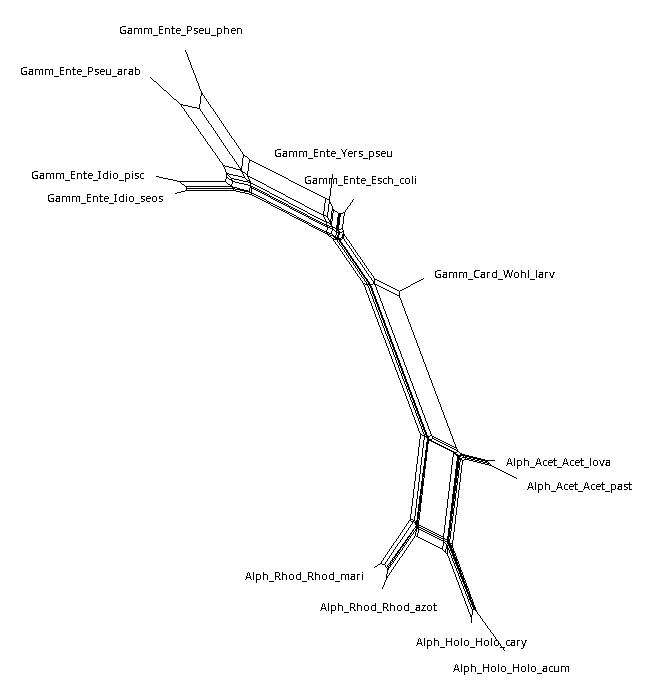 Gamm_Ente_Pseu_phen
Gamm_Ente_Pseu_arab
Gamm_Ente_Yers_pseu
Gamm_Ente_Idio_pisc
Gamm_Ente_Esch_coli
Gamm_Ente_Idio_seos
Gamm_Card_Wohl_larv
Alph_Acet_Acet_lova
Alph_Acet_Acet_past
Alph_Rhod_Rhod_mari
Alph_Rhod_Rhod_azot
Alph_Holo_Holo_cary
Alph_Holo_Holo_acum